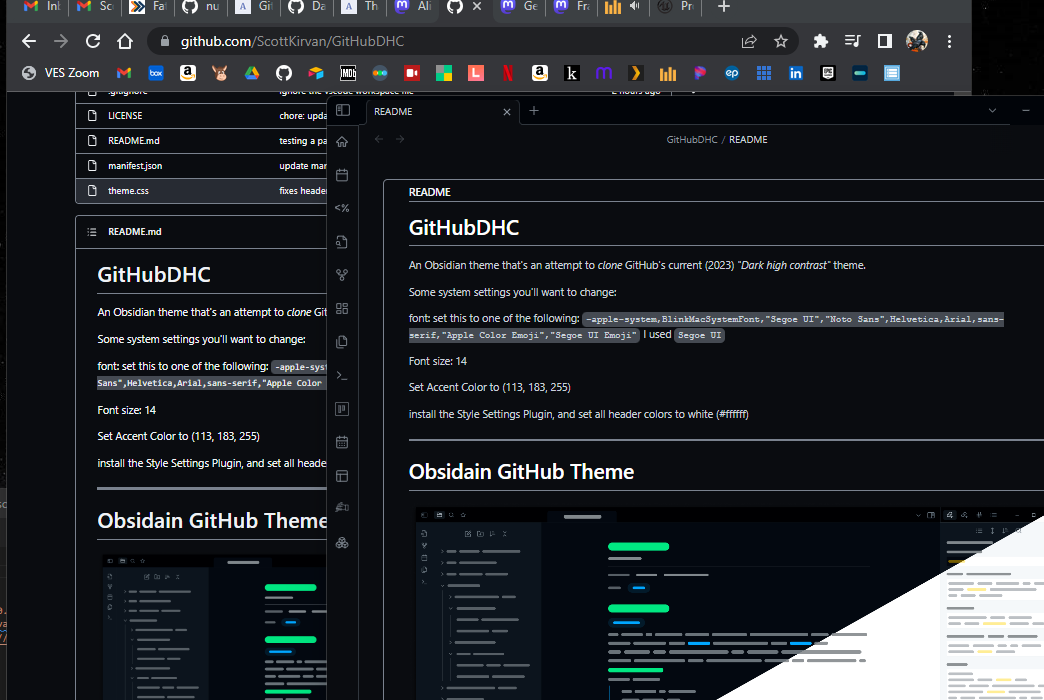 Inb
Sc
Fat
nu
Git
Da
Th
Ali
Ge
Fra
Pr
github.com/ScottKirvan/GitHubDHC
VES Zoom
box
MDN
ep
in
.gitignore
ignore the vscode workspace file
2 hours ago
LICENSE
chore: upda
README.md
testing a pa
manifest.json
update man
theme.css
fixes heade
README.md
GitHubDHC
An Obsidian theme that's an attempt to clone Git
Some system settings you'll want to change:
font: set this to one of the following: -apple-syst
Sans",Helvetica,Arial,sans-serif,"Apple Color
Font size: 14
Set Accent Color to (113, 183, 255)
install the Style Settings Plugin, and set all heade
Obsidain GitHub Theme
README
GitHubDHC / README
README
GitHubDHC
An Obsidian theme that's an attempt to clone GitHub's current (2023) "Dark high contrast" theme.
Some system settings you'll want to change:
font: set this to one of the following: -apple-system,BlinkMacSystemFont,"Segoe UI","Noto Sans",Helvetica,Arial,sans-
serif,"Apple Color Emoji","Segoe UI Emoji" I used Segoe UI
Font size: 14
Set Accent Color to (113, 183, 255)
install the Style Settings Plugin, and set all header colors to white (#ffffff)
Obsidain GitHub Theme